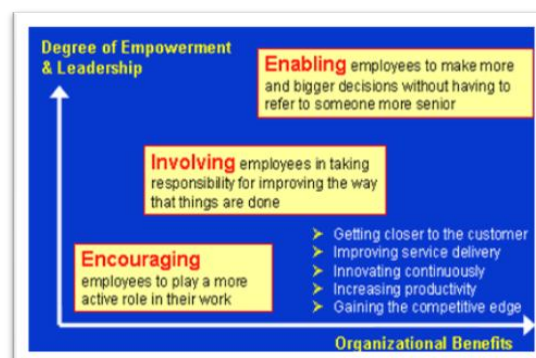 Degree of Empowerment
& Leadership
Enabling employees to make more
and bigger decisions without having to
refer to someone more senior
Involving employees in taking
responsibility for improving the way
that things are done
Encouraging
employees to play a more
active role in their work
➢ Getting closer to the customer
➢ Improving service delivery
➢ Innovating continuously
➢ Increasing productivity
➢ Gaining the competitive edge
Organizational Benefits